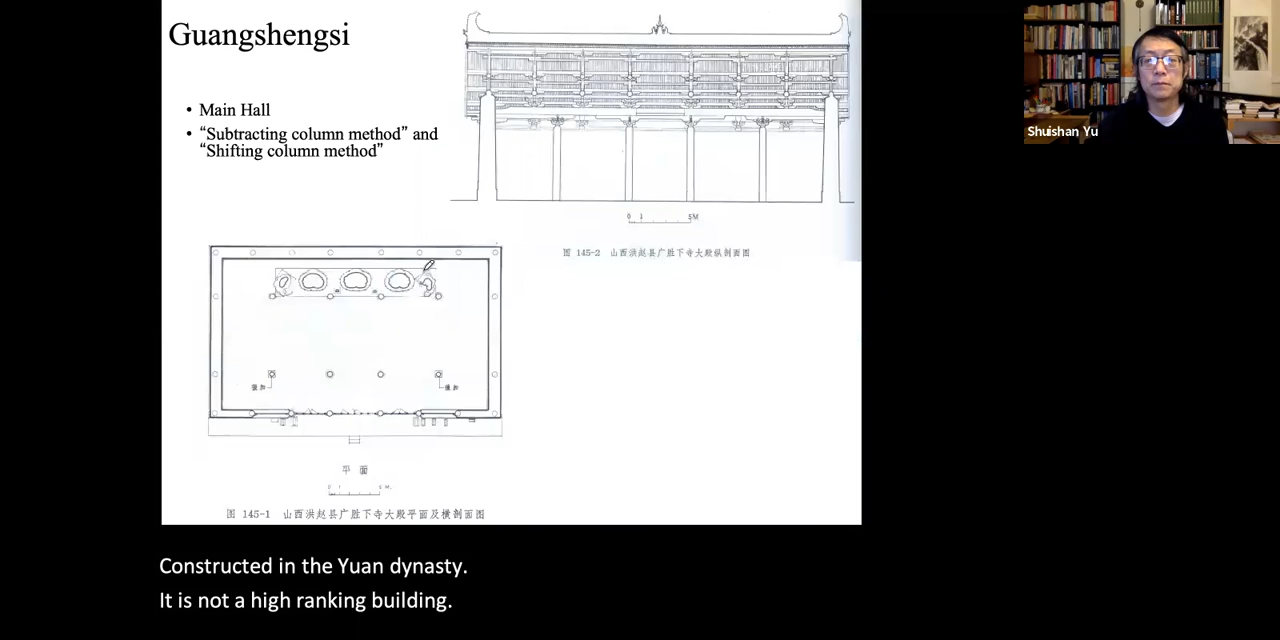 Guangshengsi
• Main Hall
• “Subtracting column method” and
“Shifting column method”
0 1 5M
图 145-2 山西洪赵县广胜下寺大殿纵剖面图
平 面
图 145-1 山西洪赵县广胜下寺大殿平面及横剖面图
Shuishan Yu
Constructed in the Yuan dynasty.
It is not a high ranking building.